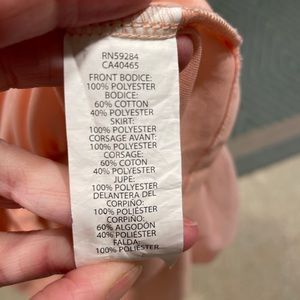 RN59284
CA40465
FRONT BODICE:
100% POLYESTER
BODICE:
60% COTTON
40% POLYESTER
SKIRT:
100% POLYESTER
CORSAGE AVANT:
100% POLYESTER
CORSAGE:
60% COTON
40% POLYESTER
JUPE:
100% POLYESTER
DELANTERA DEL
CORPIÑO:
100% POLIÉSTER
CORPIÑO:
60% ALGODÓN
40% POLIÉSTER
FALDA:
100% POLIÉSTER